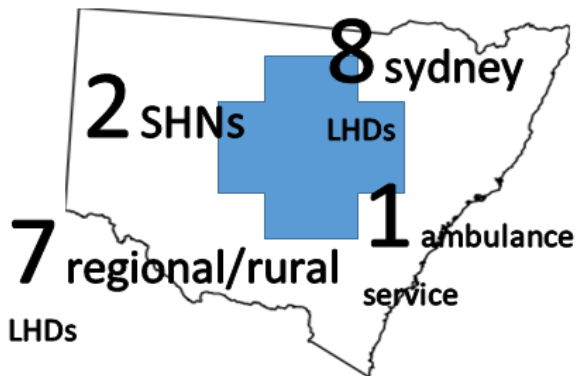 8 sydney
LHDs
2 SHNs
1 ambulance
service
7 regional/rural
LHDs